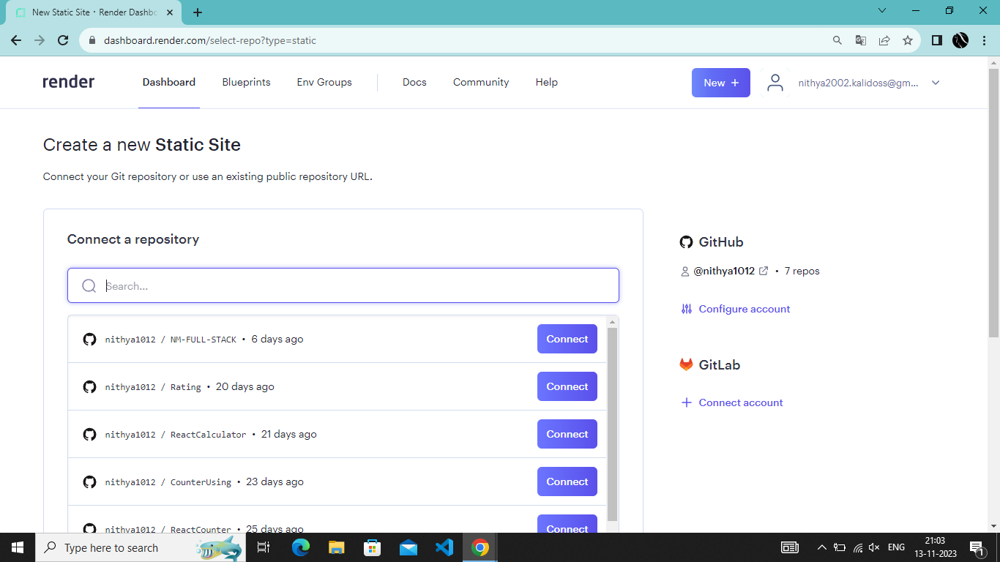 New Static Site・Render Dashbo
dashboard.render.com/select-repo?type=static
render
Dashboard
Blueprints
Env Groups
Docs
Community
Help
New +
nithya2002.kalidoss@gm...
Create a new Static Site
Connect your Git repository or use an existing public repository URL.
Connect a repository
Search...
nithya1012 / NM-FULL-STACK • 6 days ago
Connect
nithya1012 / Rating • 20 days ago
Connect
nithya1012 / ReactCalculator • 21 days ago
Connect
nithya1012 / CounterUsing • 23 days ago
Connect
nithya1012 / ReactCounter • 25 days ago
Connect
GitHub
@nithya1012 • 7 repos
Configure account
GitLab
Connect account
Type here to search
ENG
21:03
13-11-2023
1